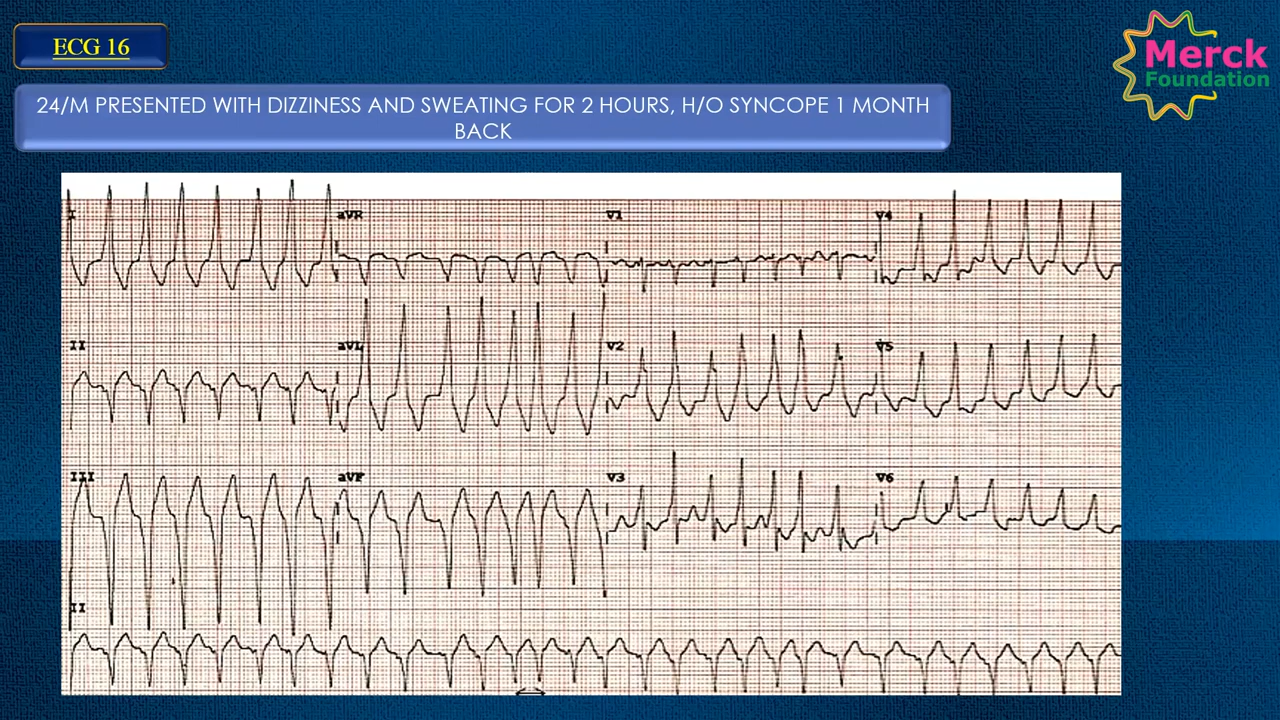 ECG 16
Merck
Foundation
24/M PRESENTED WITH DIZZINESS AND SWEATING FOR 2 HOURS, H/O SYNCOPE 1 MONTH
BACK
I aVR V1 V4
II aVL V2 V5
III aVF V3 V6
II